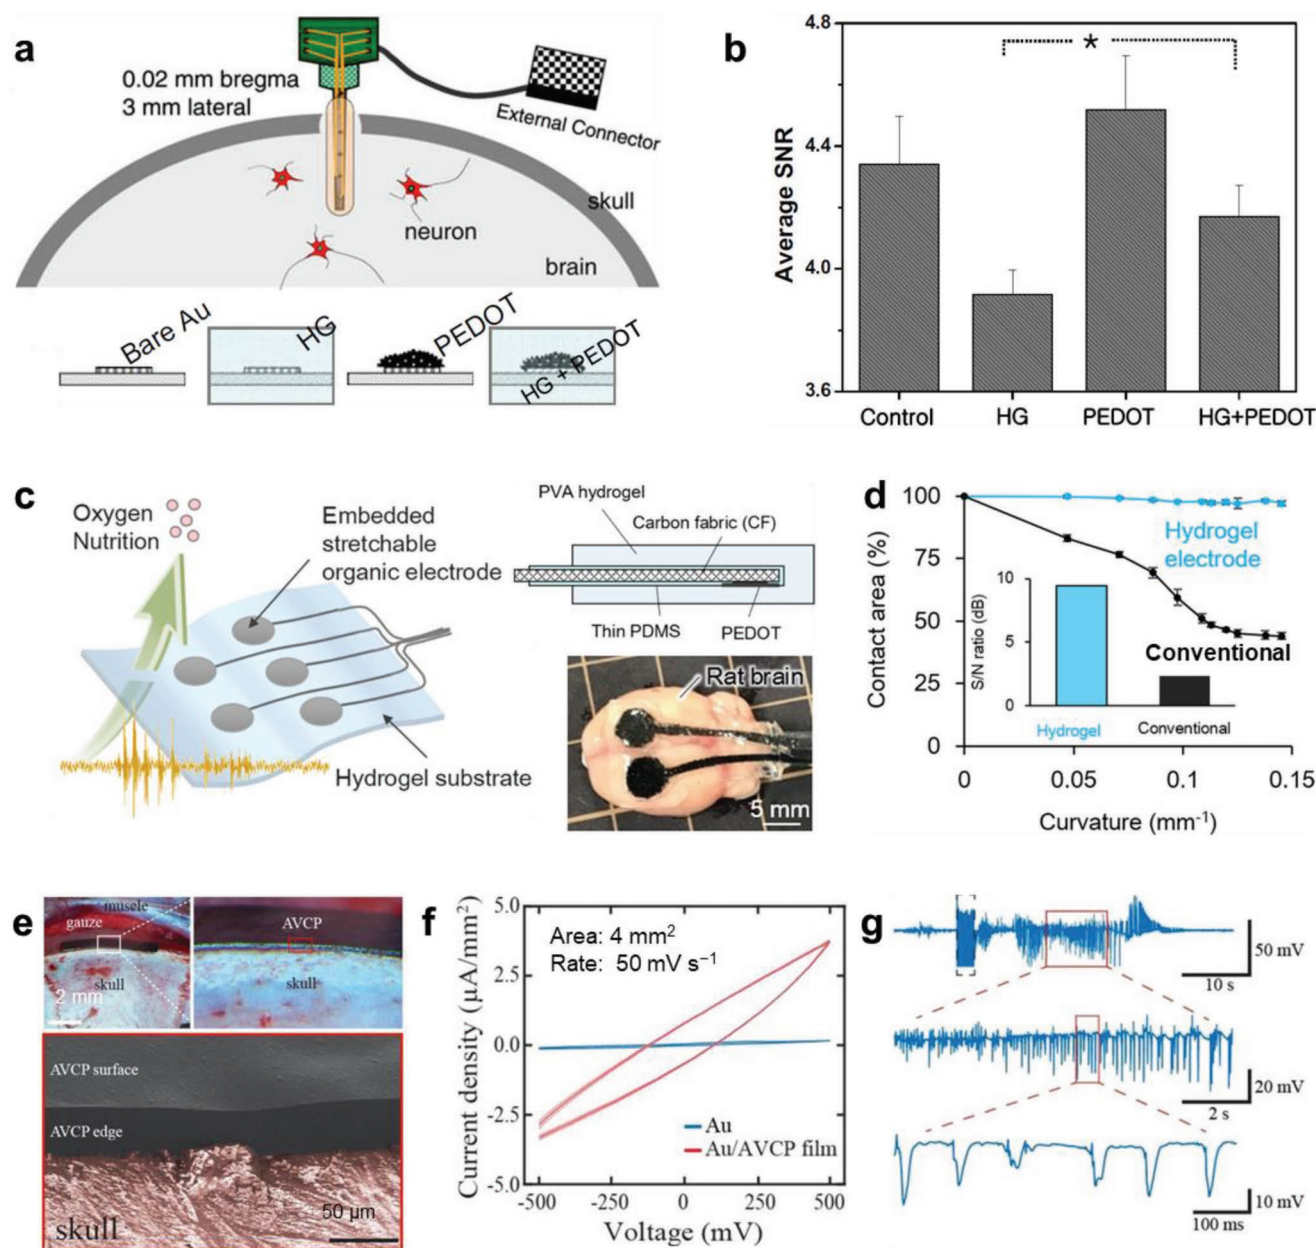 a
0.02 mm bregma
3 mm lateral
External Connector
skull
neuron
brain
Bare Au
HG
PEDOT
HG + PEDOT
b
Average SNR
4.8
4.4
4.0
3.6
*
Control
HG
PEDOT
HG+PEDOT
c
Oxygen
Nutrition
Embedded
stretchable
organic electrode
Hydrogel substrate
PVA hydrogel
Carbon fabric (CF)
Thin PDMS
PEDOT
Rat brain
5 mm
d
Contact area (%)
100
75
50
25
0
Hydrogel
electrode
Conventional
S/N ratio (dB)
10
5
0
Hydrogel
Conventional
0
0.05
0.1
0.15
Curvature (mm⁻¹)
e
muscle
gauze
skull
2 mm
AVCP
skull
AVCP surface
AVCP edge
skull
50 µm
f
Current density (µA/mm²)
5.0
2.5
0.0
-2.5
-5.0
Area: 4 mm²
Rate: 50 mV s⁻¹
Au
Au/AVCP film
-500
-250
0
250
500
Voltage (mV)
g
50 mV
10 s
20 mV
2 s
10 mV
100 ms